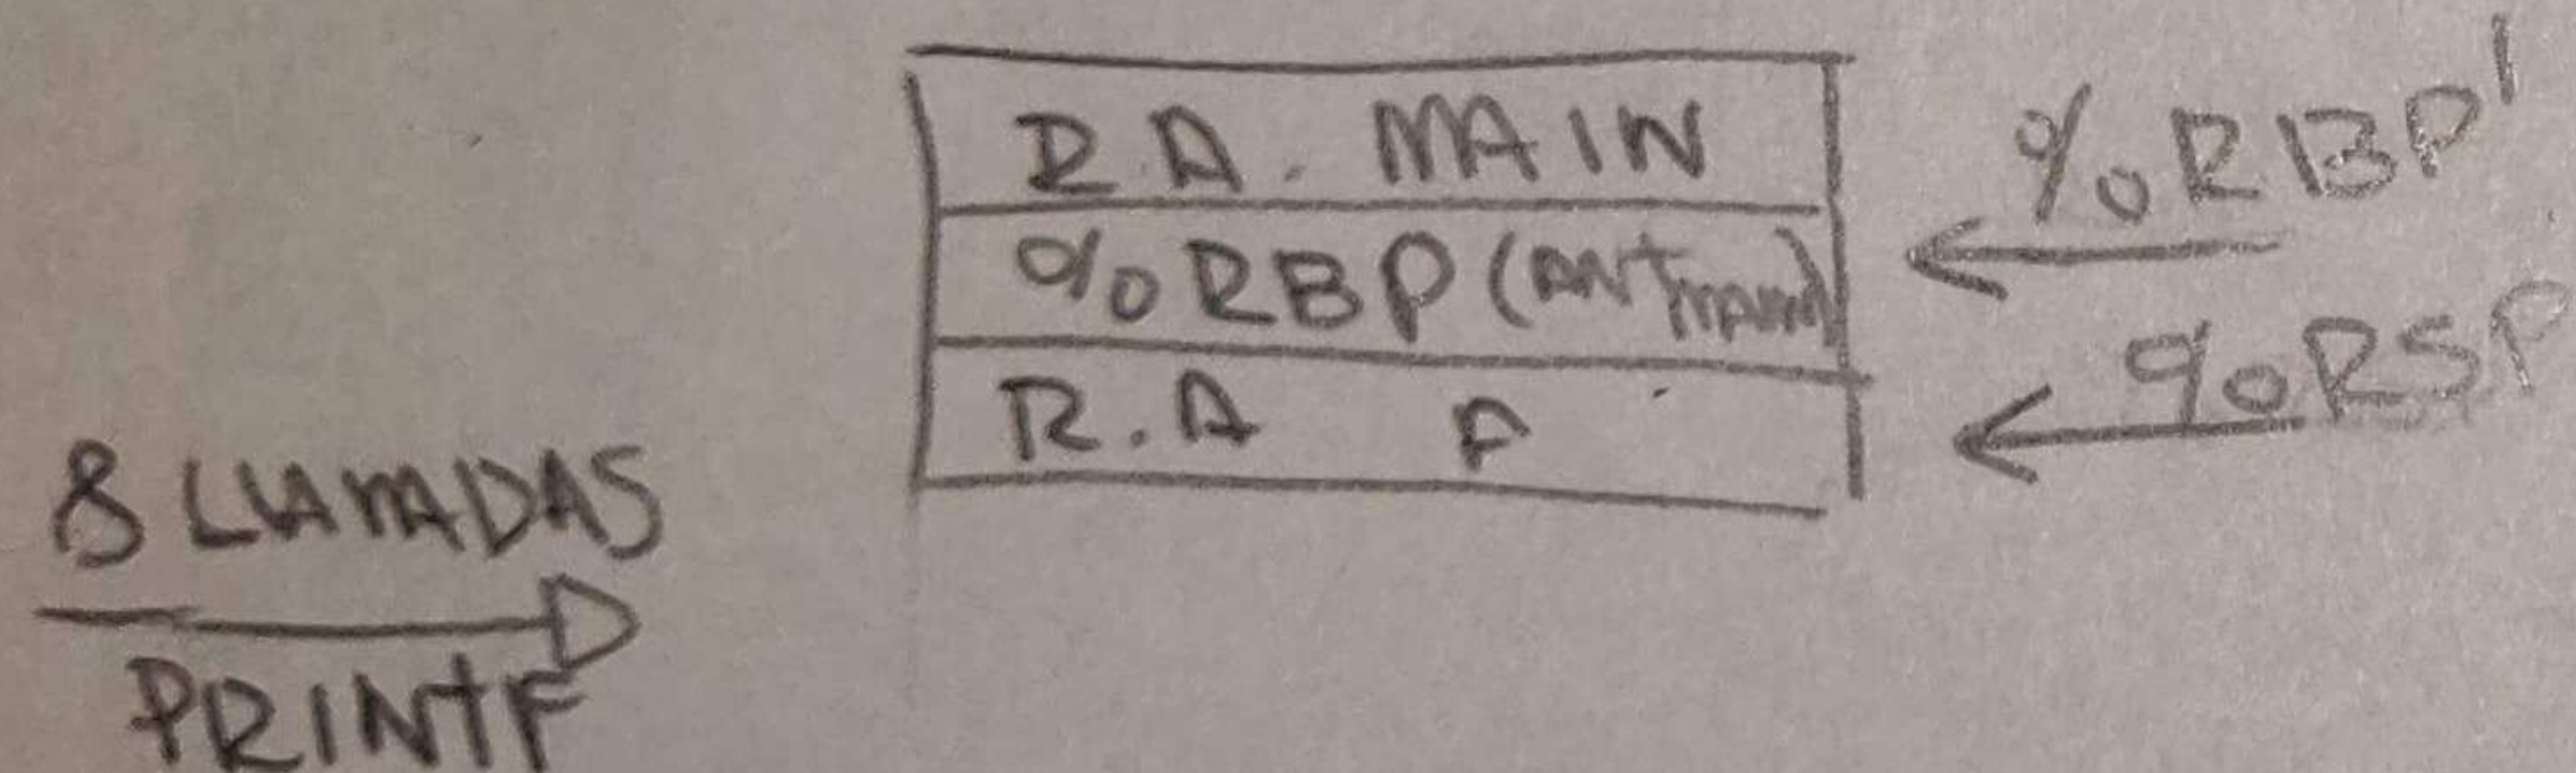 R.A. MAIN
%RBP'
%RBP (ANT MAIN)
%RSP
R.A F
8 LLAMADAS
PRINTF